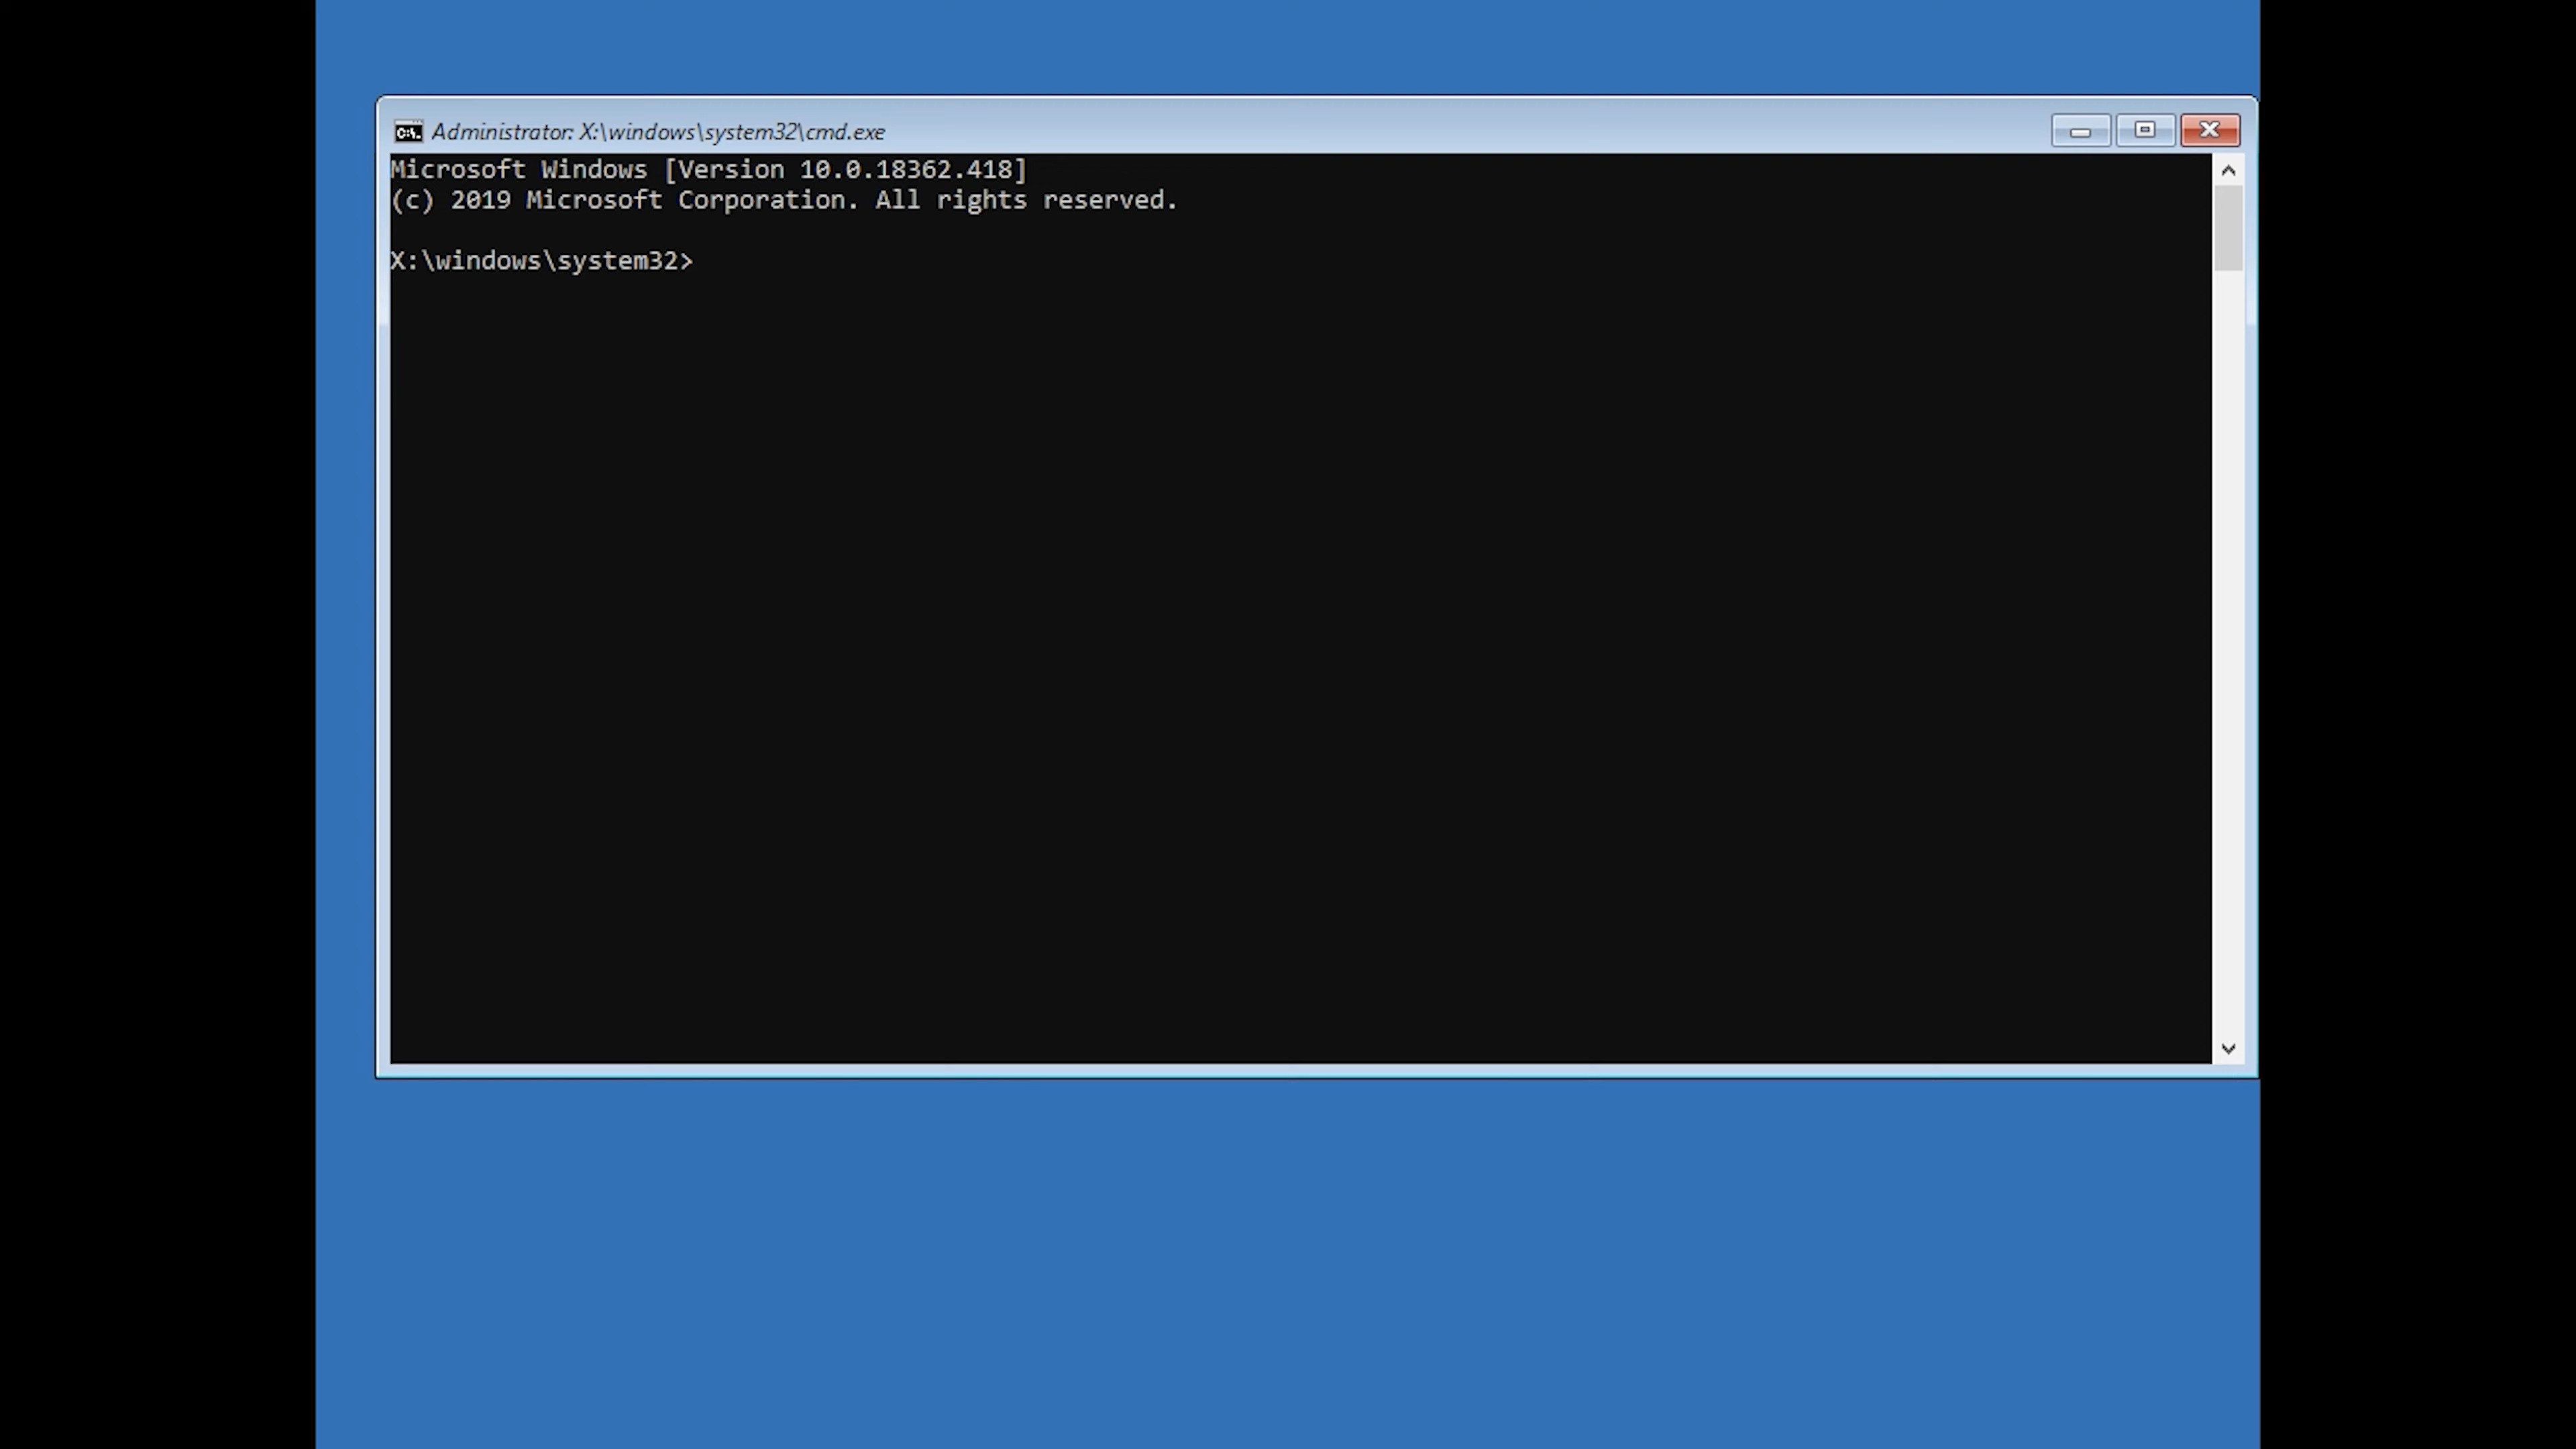 Administrator: X:\windows\system32\cmd.exe
Microsoft Windows [Version 10.0.18362.418]
(c) 2019 Microsoft Corporation. All rights reserved.
X:\windows\system32>